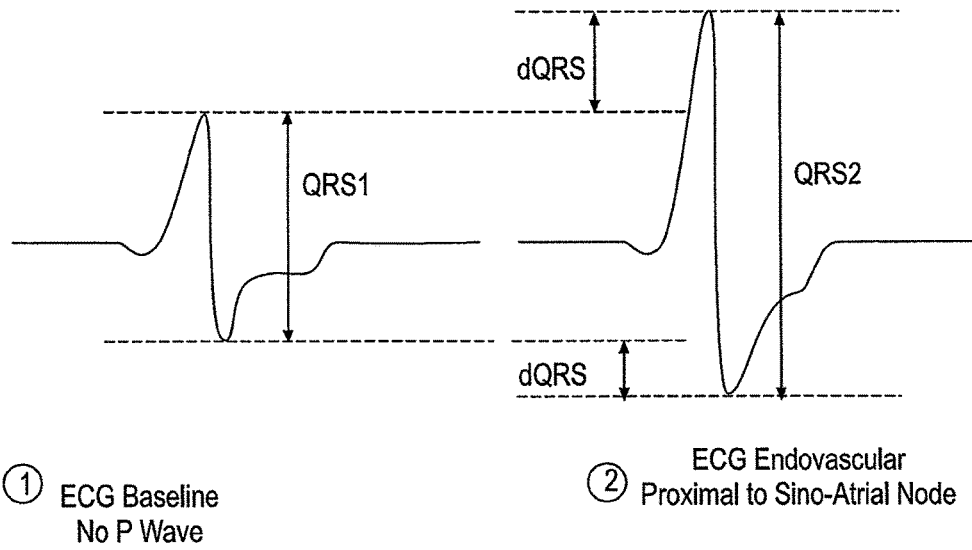 dQRS
QRS1
QRS2
dQRS
① ECG Baseline
No P Wave
② ECG Endovascular
Proximal to Sino-Atrial Node